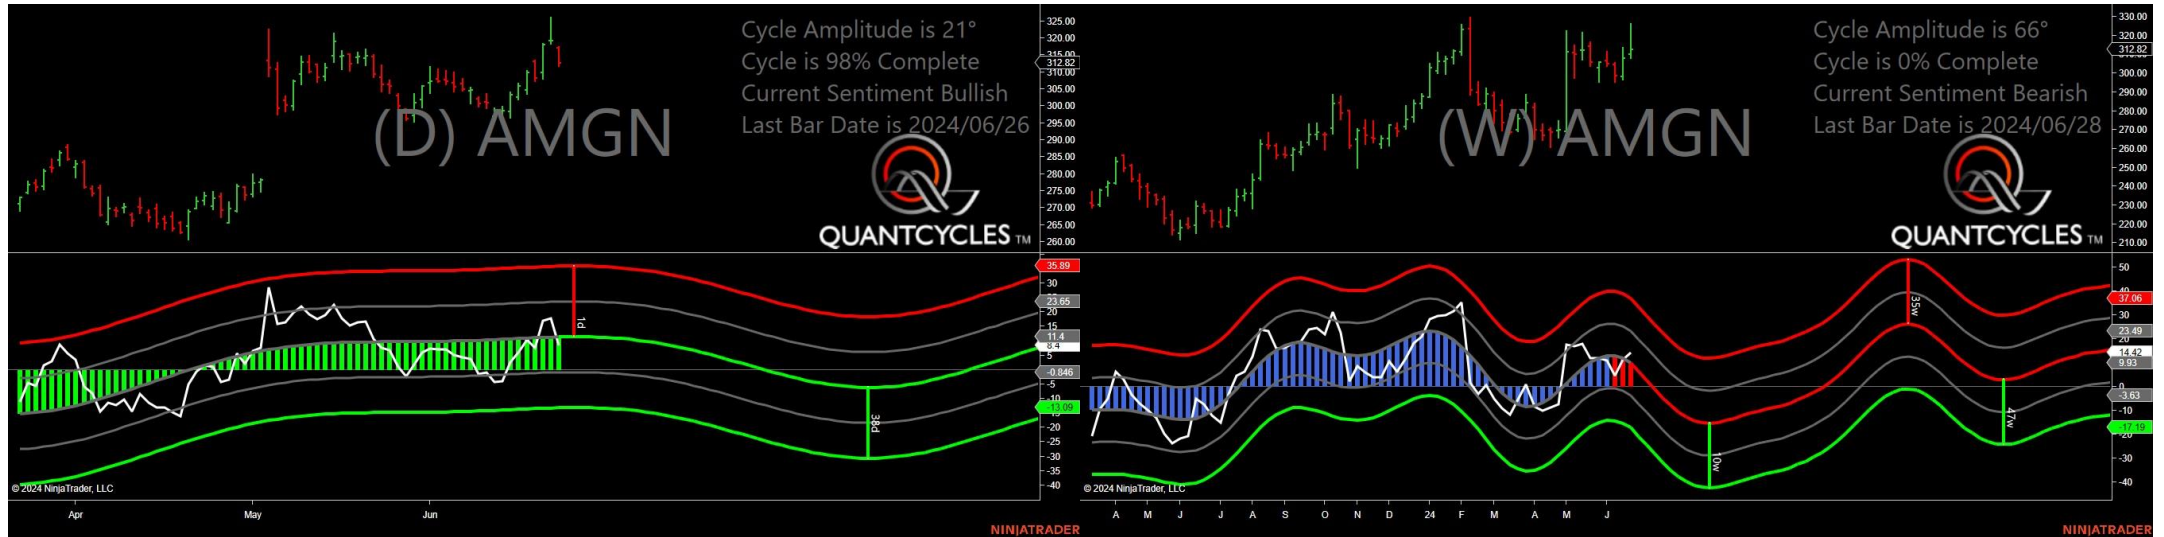 Cycle Amplitude is 21°
Cycle is 98% Complete
Current Sentiment Bullish
Last Bar Date is 2024/06/26
(D) AMGN
QUANTCYCLES TM
325.00
320.00
315.00
312.82
310.00
305.00
300.00
295.00
290.00
285.00
280.00
275.00
270.00
265.00
260.00
35.89
30
23.65
20
15
11.4
8.4
5
-0.846
-5
-10
-13.09
-15
-20
-25
-30
-35
-40
1d
38d
© 2024 NinjaTrader, LLC
Apr
May
Jun
NINJATRADER
Cycle Amplitude is 66°
Cycle is 0% Complete
Current Sentiment Bearish
Last Bar Date is 2024/06/28
(W) AMGN
QUANTCYCLES TM
330.00
320.00
312.82
300.00
290.00
280.00
270.00
260.00
250.00
240.00
230.00
220.00
210.00
50
40
37.06
30
23.49
20
14.42
9.93
0
-3.63
-10
-17.19
-20
-30
-40
35w
10w
47w
© 2024 NinjaTrader, LLC
A M J J A S O N D 24 F M A M J
NINJATRADER